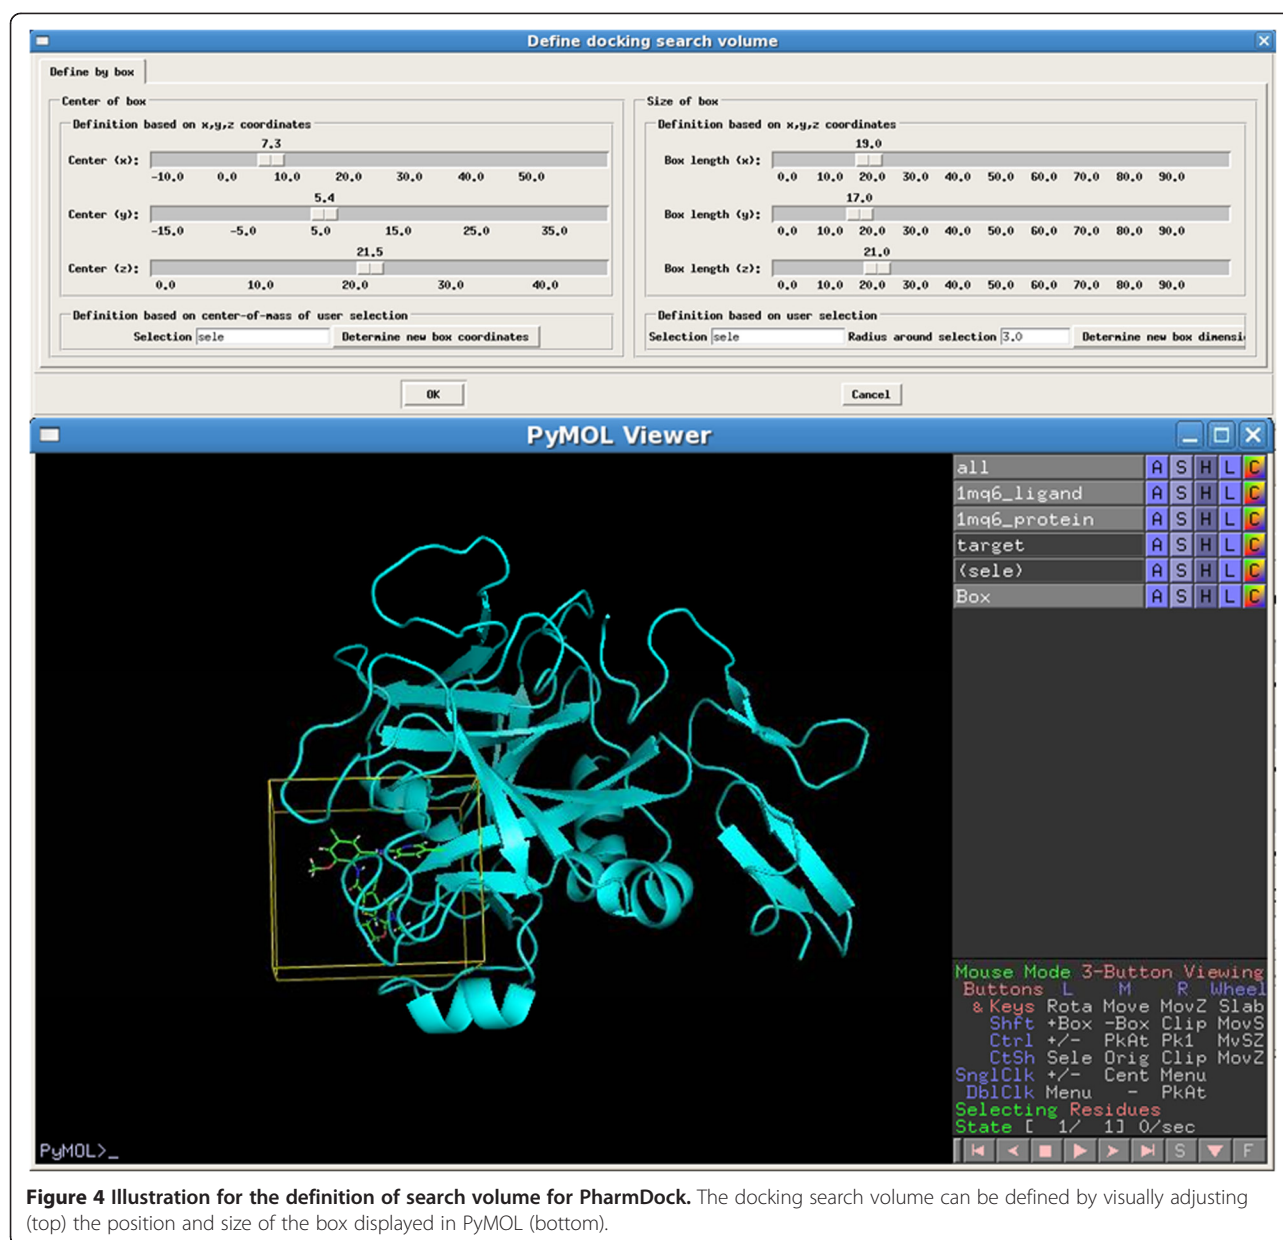 Define docking search volume
Define by box
Center of box
Definition based on x,y,z coordinates
7.3
Center (x):
-10.0 0.0 10.0 20.0 30.0 40.0 50.0
5.4
Center (y):
-15.0 -5.0 5.0 15.0 25.0 35.0
21.5
Center (z):
0.0 10.0 20.0 30.0 40.0
Definition based on center-of-mass of user selection
Selection sele Determine new box coordinates
Size of box
Definition based on x,y,z coordinates
19.0
Box length (x):
0.0 10.0 20.0 30.0 40.0 50.0 60.0 70.0 80.0 90.0
17.0
Box length (y):
0.0 10.0 20.0 30.0 40.0 50.0 60.0 70.0 80.0 90.0
21.0
Box length (z):
0.0 10.0 20.0 30.0 40.0 50.0 60.0 70.0 80.0 90.0
Definition based on user selection
Selection sele Radius around selection 3.0 Determine new box dimensi
OK Cancel
PyMOL Viewer
all A S H L C
1mq6_ligand A S H L C
1mq6_protein A S H L C
target A S H L C
(sele) A S H L C
Box A S H L C
Mouse Mode 3-Button Viewing
Buttons L M R Wheel
& Keys Rota Move MovZ Slab
Shft +Box -Box Clip MovS
Ctrl +/- PkAt Pk1 MvSZ
CtSh Sele Orig Clip MovZ
SnglClk +/- Cent Menu
DblClk Menu - PkAt
Selecting Residues
State [ 1/ 1] 0/sec
S F
PyMOL>_
Figure 4 Illustration for the definition of search volume for PharmDock. The docking search volume can be defined by visually adjusting
(top) the position and size of the box displayed in PyMOL (bottom).